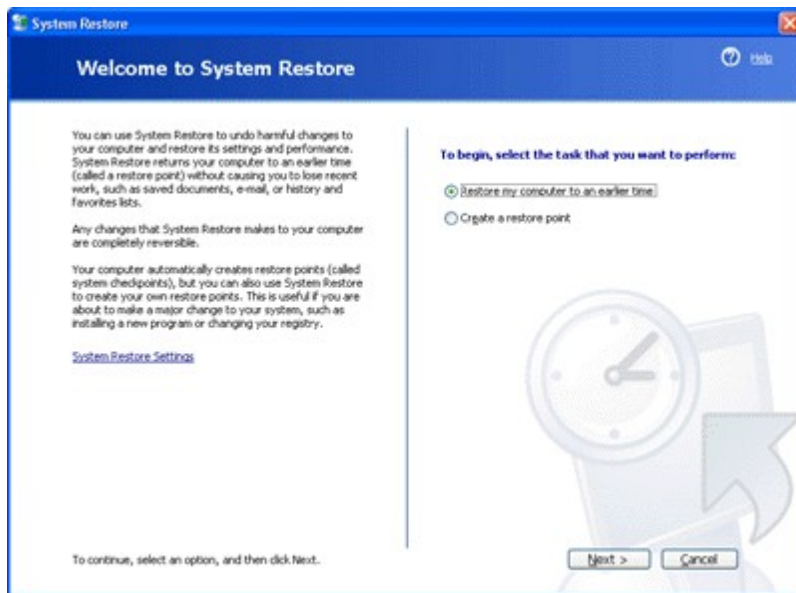 System Restore
Welcome to System Restore
Help
You can use System Restore to undo harmful changes to
your computer and restore its settings and performance.
System Restore returns your computer to an earlier time
(called a restore point) without causing you to lose recent
work, such as saved documents, e-mail, or history and
favorites lists.
Any changes that System Restore makes to your computer
are completely reversible.
Your computer automatically creates restore points (called
system checkpoints), but you can also use System Restore
to create your own restore points. This is useful if you are
about to make a major change to your system, such as
installing a new program or changing your registry.
System Restore Settings
To begin, select the task that you want to perform:
Restore my computer to an earlier time
Create a restore point
To continue, select an option, and then click Next.
Next >
Cancel